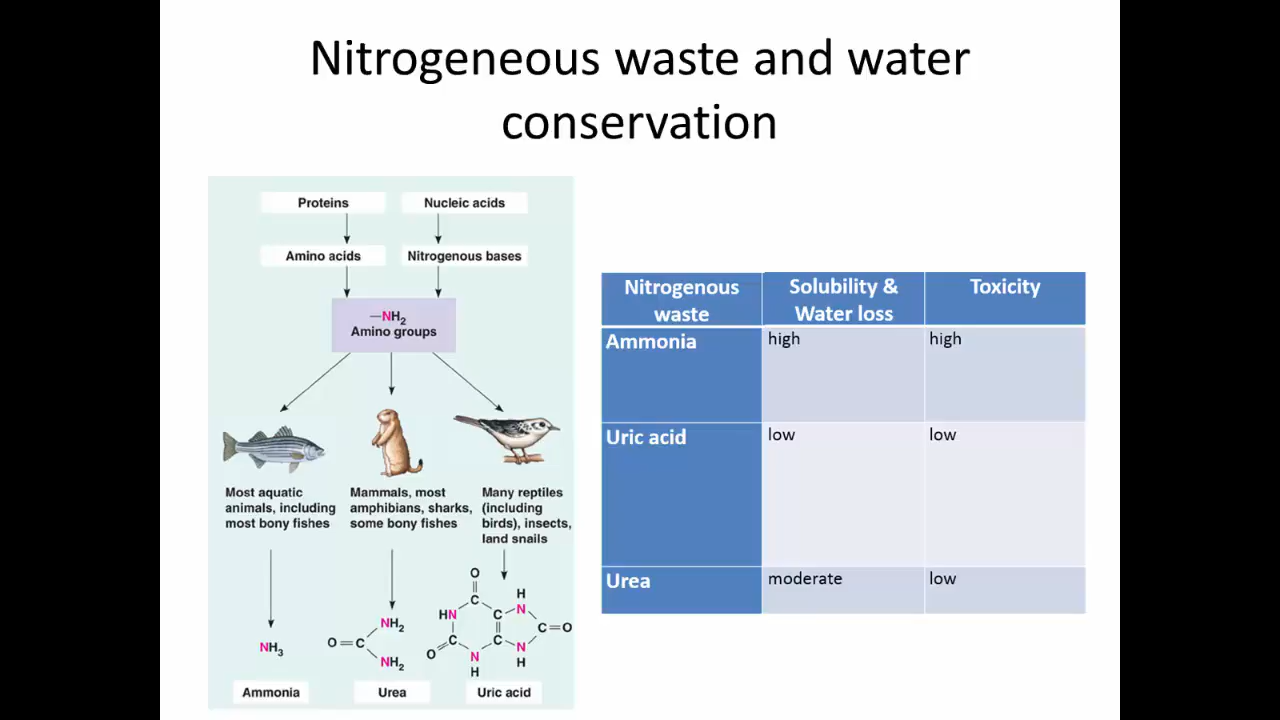 Nitrogeneous waste and water
conservation
Proteins
Nucleic acids
Amino acids
Nitrogenous bases
—NH₂
Amino groups
Most aquatic
animals, including
most bony fishes
Mammals, most
amphibians, sharks,
some bony fishes
Many reptiles
(including
birds), insects,
land snails
NH₃
Ammonia
O=C
NH₂
NH₂
Urea
O
C
HN
C
O
N
H
C
C
H
N
C=O
N
H
Uric acid
Nitrogenous
waste
Solubility &
Water loss
Toxicity
Ammonia
high
high
Uric acid
low
low
Urea
moderate
low